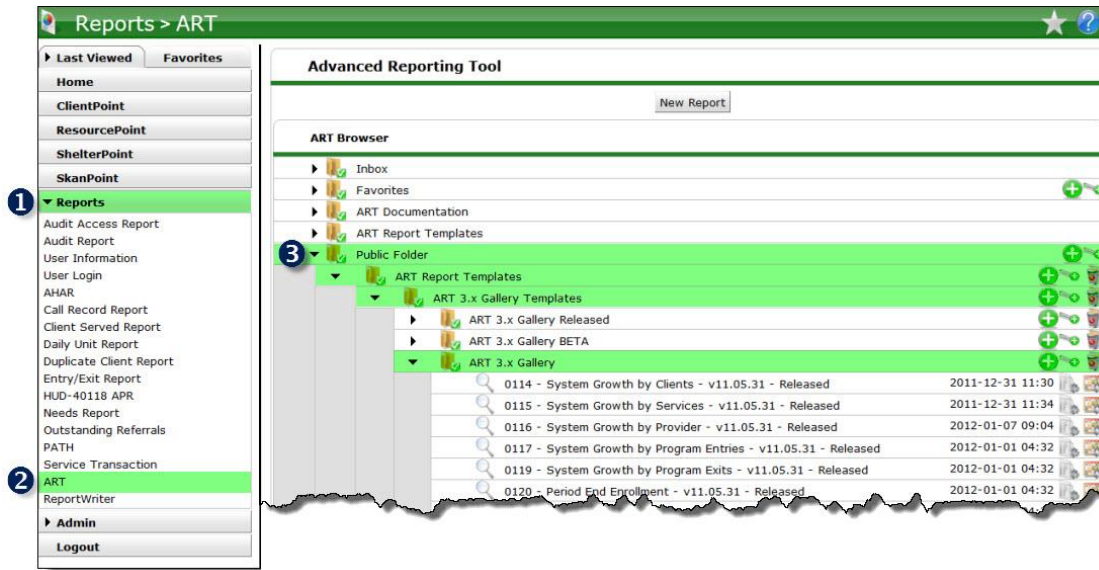 Reports > ART
Last Viewed Favorites
Home
ClientPoint
ResourcePoint
ShelterPoint
SkanPoint
1 Reports
Audit Access Report
Audit Report
User Information
User Login
AHAR
Call Record Report
Client Served Report
Daily Unit Report
Duplicate Client Report
Entry/Exit Report
HUD-40118 APR
Needs Report
Outstanding Referrals
PATH
Service Transaction
2 ART
ReportWriter
Admin
Logout
Advanced Reporting Tool
New Report
ART Browser
Inbox
Favorites
ART Documentation
ART Report Templates
3 Public Folder
ART Report Templates
ART 3.x Gallery Templates
ART 3.x Gallery Released
ART 3.x Gallery BETA
ART 3.x Gallery
0114 - System Growth by Clients - v11.05.31 - Released 2011-12-31 11:30
0115 - System Growth by Services - v11.05.31 - Released 2011-12-31 11:34
0116 - System Growth by Provider - v11.05.31 - Released 2012-01-07 09:04
0117 - System Growth by Program Entries - v11.05.31 - Released 2012-01-01 04:32
0119 - System Growth by Program Exits - v11.05.31 - Released 2012-01-01 04:32
0120 - Period End Enrollment - v11.05.31 - Released 2012-01-01 04:32